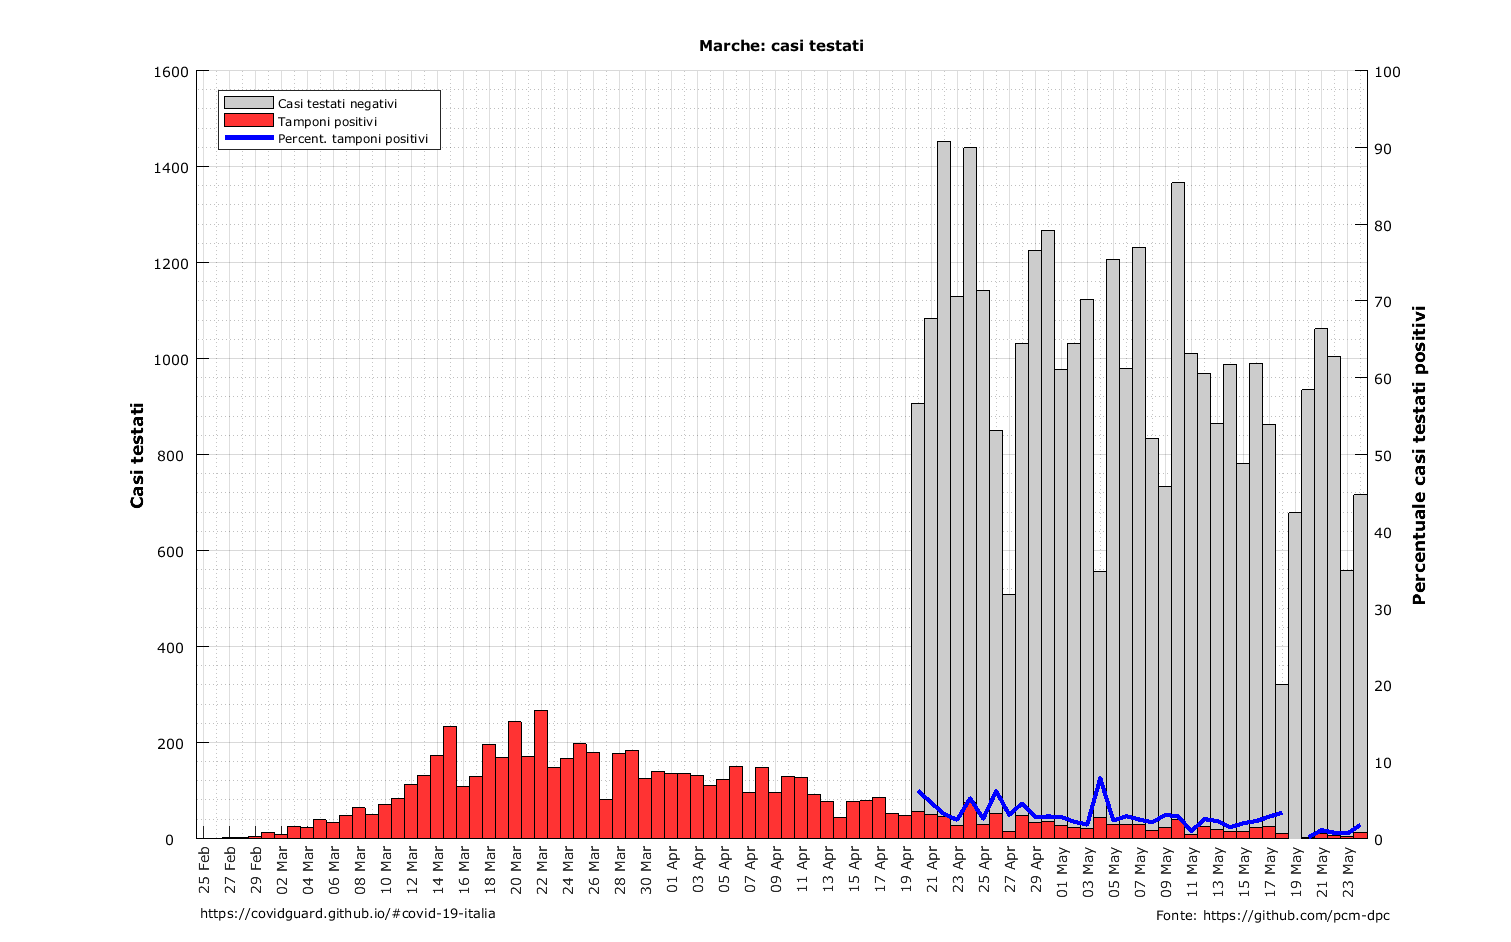 Marche: casi testati
1600
1400
1200
1000
800
600
400
200
0
100
90
80
70
60
50
40
30
20
10
0
Casi testati negativi
Tamponi positivi
Percent. tamponi positivi
Casi testati
Percentuale casi testati positivi
25 Feb
27 Feb
29 Feb
02 Mar
04 Mar
06 Mar
08 Mar
10 Mar
12 Mar
14 Mar
16 Mar
18 Mar
20 Mar
22 Mar
24 Mar
26 Mar
28 Mar
30 Mar
01 Apr
03 Apr
05 Apr
07 Apr
09 Apr
11 Apr
13 Apr
15 Apr
17 Apr
19 Apr
21 Apr
23 Apr
25 Apr
27 Apr
29 Apr
01 May
03 May
05 May
07 May
09 May
11 May
13 May
15 May
17 May
19 May
21 May
23 May
https://covidguard.github.io/#covid-19-italia
Fonte: https://github.com/pcm-dpc